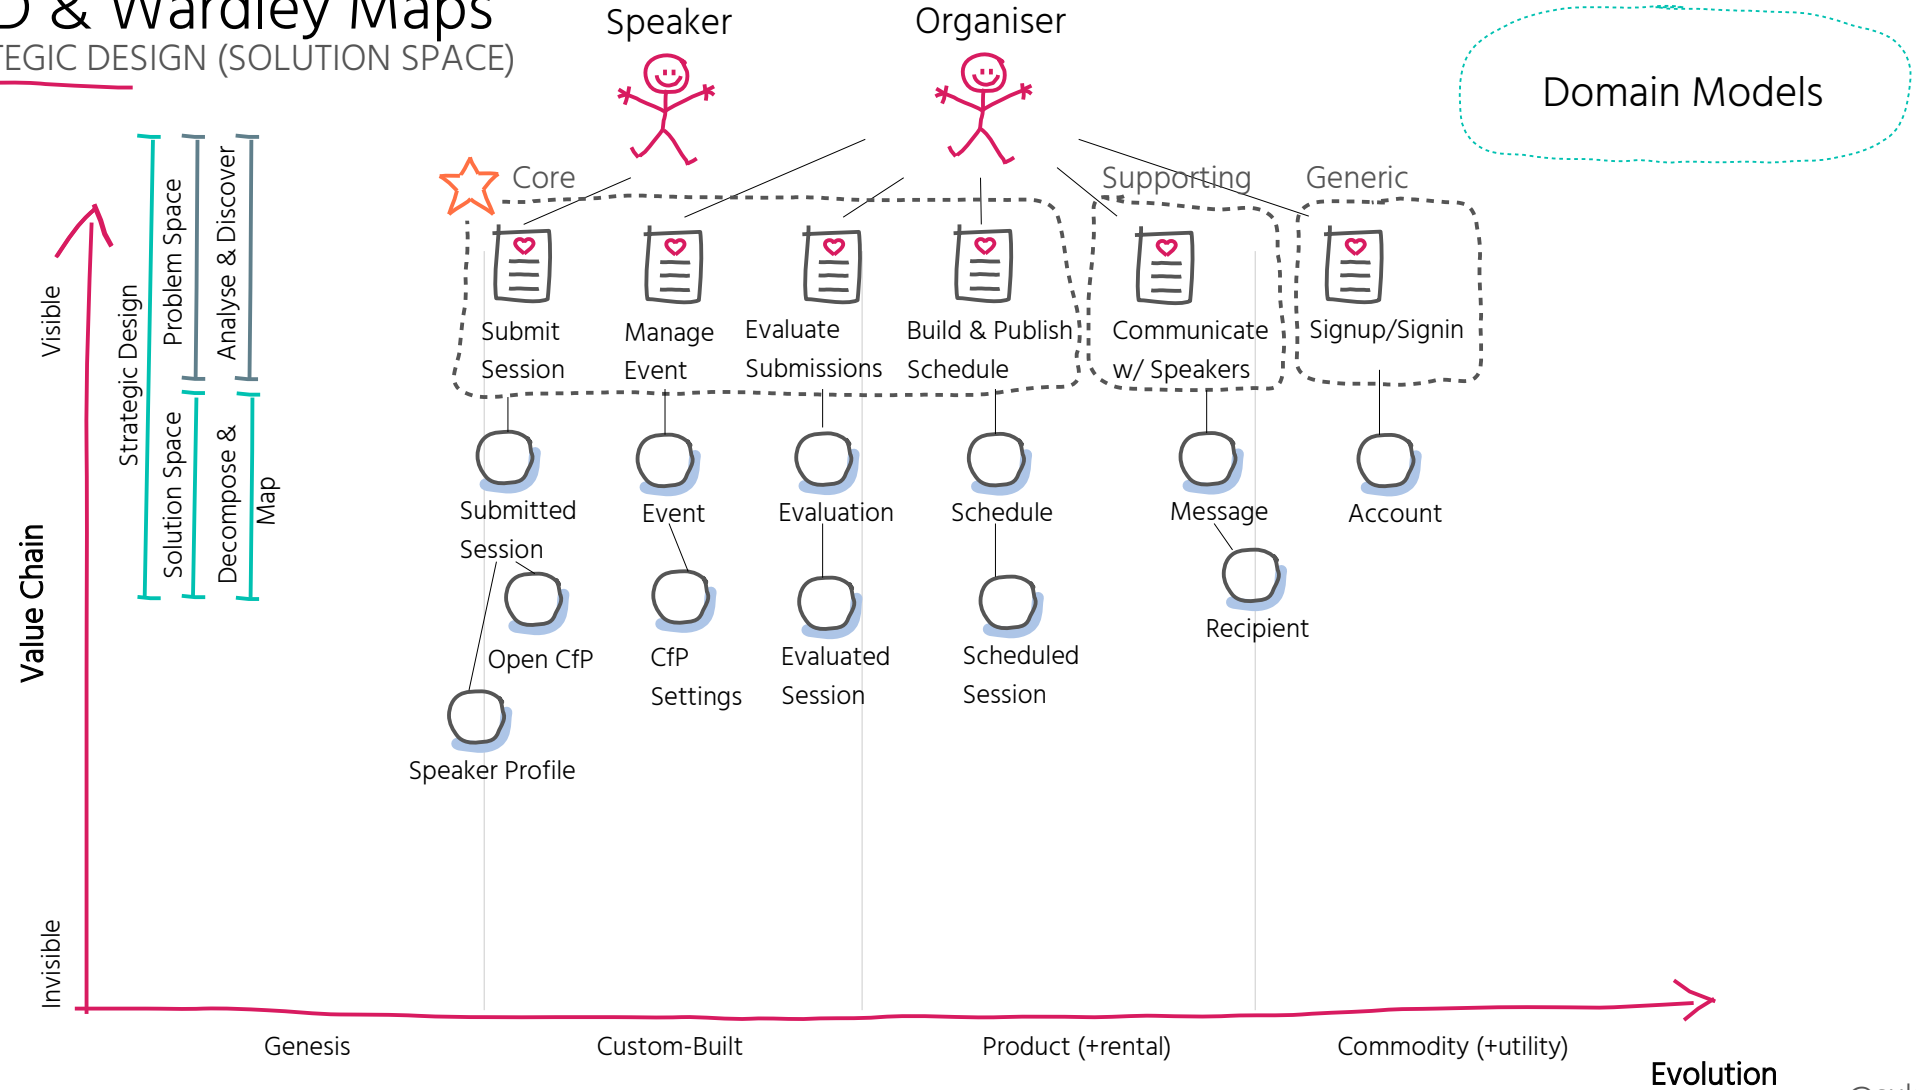 D & Wardley Maps
TEGIC DESIGN (SOLUTION SPACE)
Speaker
Organiser
Domain Models
Core
Supporting
Generic
Submit
Session
Manage
Event
Evaluate
Submissions
Build & Publish
Schedule
Communicate
w/ Speakers
Signup/Signin
Submitted
Session
Event
Evaluation
Schedule
Message
Account
Open CfP
CfP
Settings
Evaluated
Session
Scheduled
Session
Recipient
Speaker Profile
Value Chain
Visible
Invisible
Strategic Design
Problem Space
Solution Space
Analyse & Discover
Decompose &
Map
Genesis
Custom-Built
Product (+rental)
Commodity (+utility)
Evolution